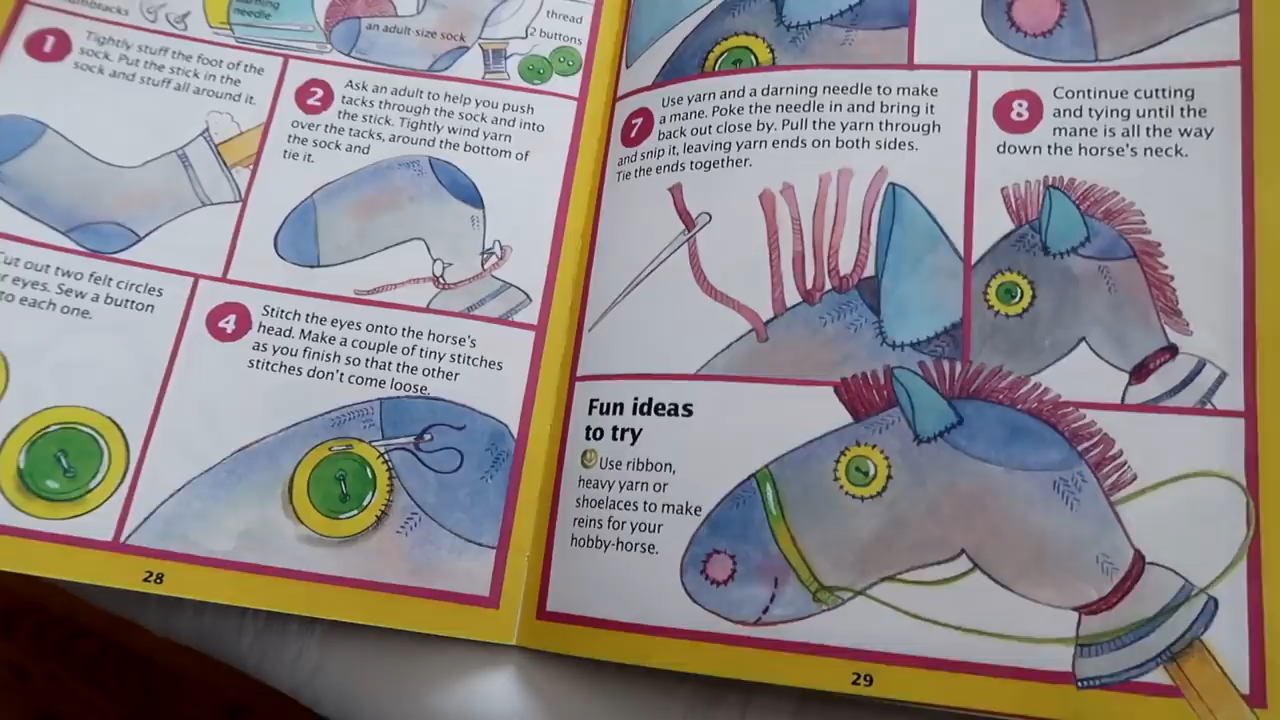 needle
an adult-size sock
thread
2 buttons
1
Tightly stuff the foot of the
sock. Put the stick in the
sock and stuff all around it.
2
Ask an adult to help you push
tacks through the sock and into
the stick. Tightly wind yarn
over the tacks, around the bottom of
the sock and
tie it.
Cut out two felt circles
eyes. Sew a button
to each one.
4
Stitch the eyes onto the horse's
head. Make a couple of tiny stitches
as you finish so that the other
stitches don't come loose.
28
7
Use yarn and a darning needle to make
a mane. Poke the needle in and bring it
back out close by. Pull the yarn through
and snip it, leaving yarn ends on both sides.
Tie the ends together.
8
Continue cutting
and tying until the
mane is all the way
down the horse's neck.
Fun ideas
to try
Use ribbon,
heavy yarn or
shoelaces to make
reins for your
hobby-horse.
29